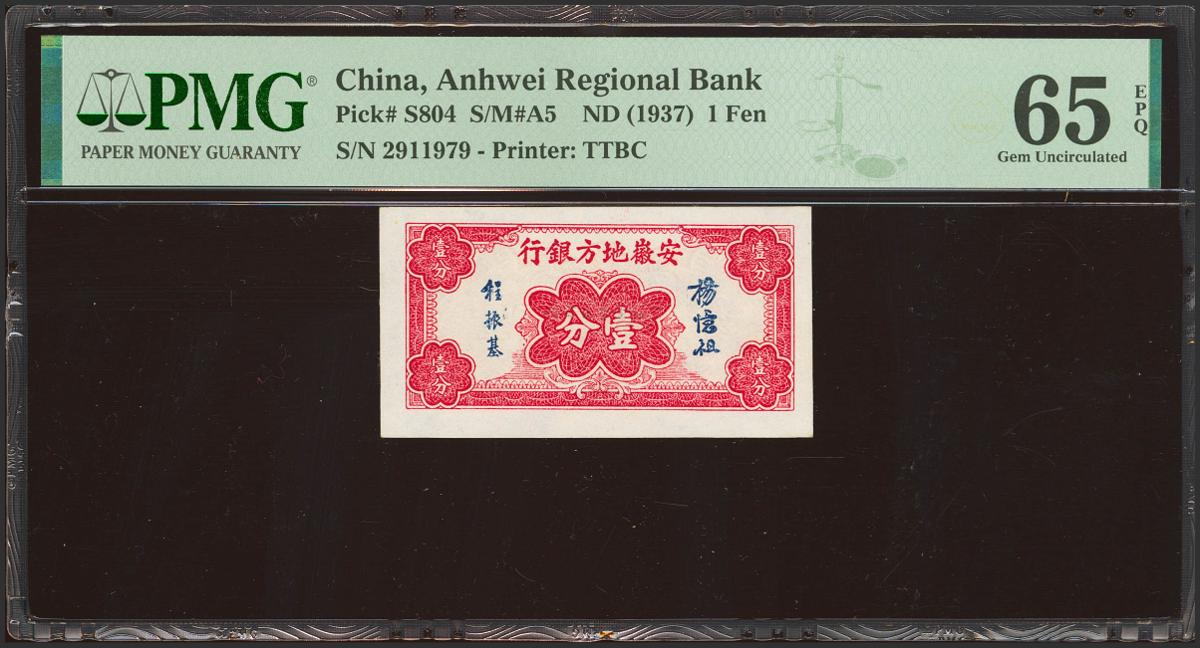 PMG®
PAPER MONEY GUARANTY
China, Anhwei Regional Bank
Pick# S804 S/M#A5 ND (1937) 1 Fen
S/N 2911979 - Printer: TTBC
65
EPQ
Gem Uncirculated
安徽地方銀行
壹分
壹分
楊憶祖
壹分
程振基
壹分
壹分